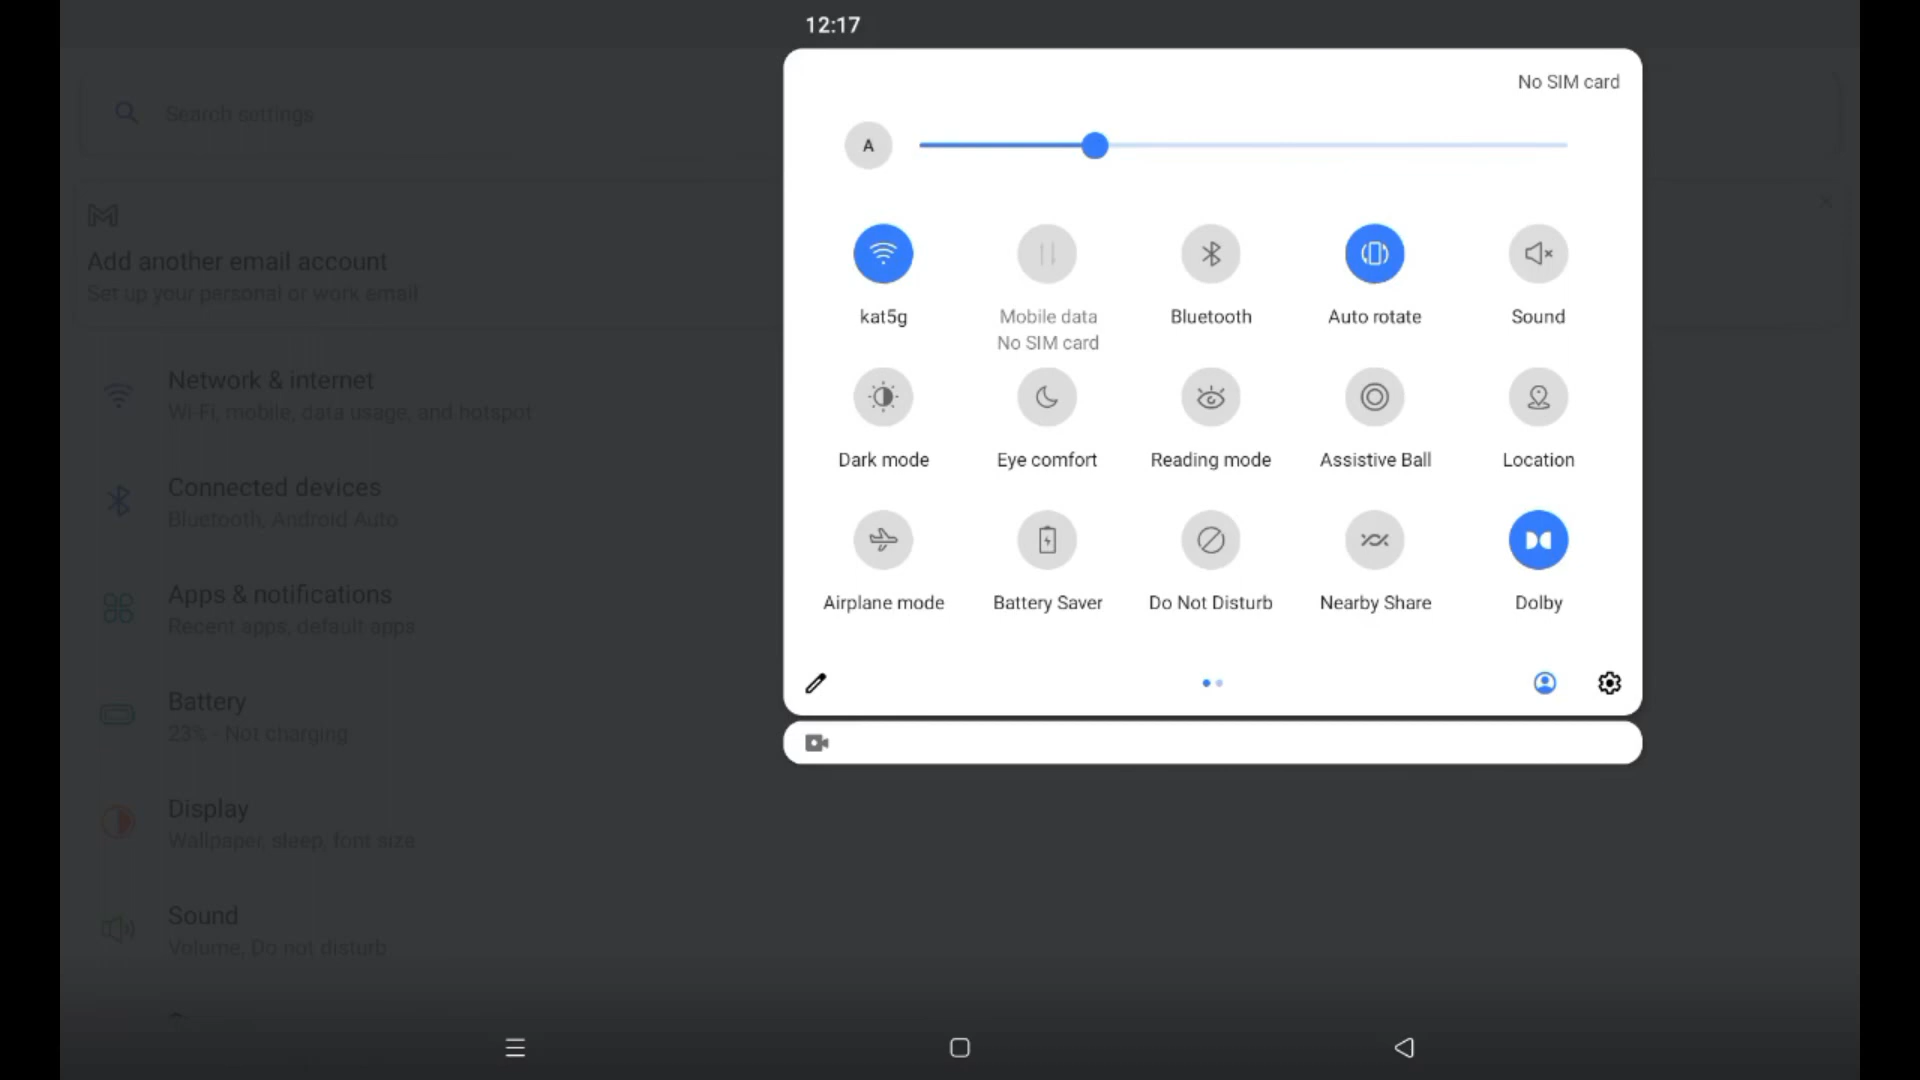 12:17
No SIM card
A
kat5g
Mobile data
No SIM card
Bluetooth
Auto rotate
Sound
Dark mode
Eye comfort
Reading mode
Assistive Ball
Location
Airplane mode
Battery Saver
Do Not Disturb
Nearby Share
Dolby
Search settings
Add another email account
Set up your personal or work email
Network & internet
Wi-Fi, mobile, data usage, and hotspot
Connected devices
Bluetooth, Android Auto
Apps & notifications
Recent apps, default apps
Battery
23% - Not charging
Display
Wallpaper, sleep, font size
Sound
Volume, Do not disturb